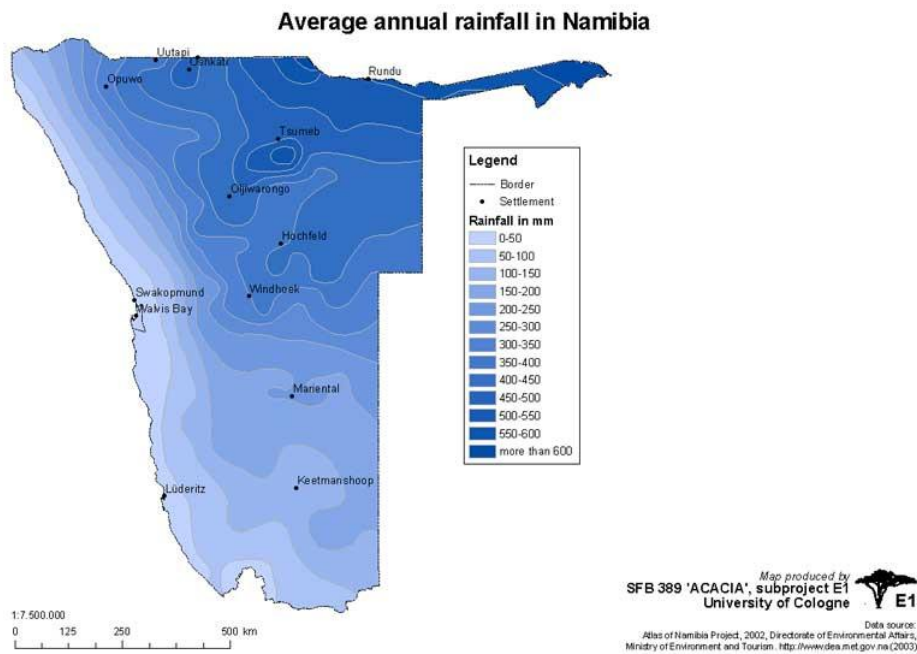 Average annual rainfall in Namibia
Uutapi
Oshkati
Rundu
Opuwo
Tsumeb
Otjiwarongo
Hochfeld
Swakopmund
Windhoek
Walvis Bay
Mariental
Keetmanshoop
Lüderitz
Legend
Border
Settlement
Rainfall in mm
0-50
50-100
100-150
150-200
200-250
250-300
300-350
350-400
400-450
450-500
500-550
550-600
more than 600
1:7.500.000
0 125 250 500 km
Map produced by
SFB 389 'ACACIA', subproject E1
University of Cologne
E1
Data source:
Atlas of Namibia Project, 2002, Directorate of Environmental Affairs,
Ministry of Environment and Tourism. http://www.dea.met.gov.na (2003)